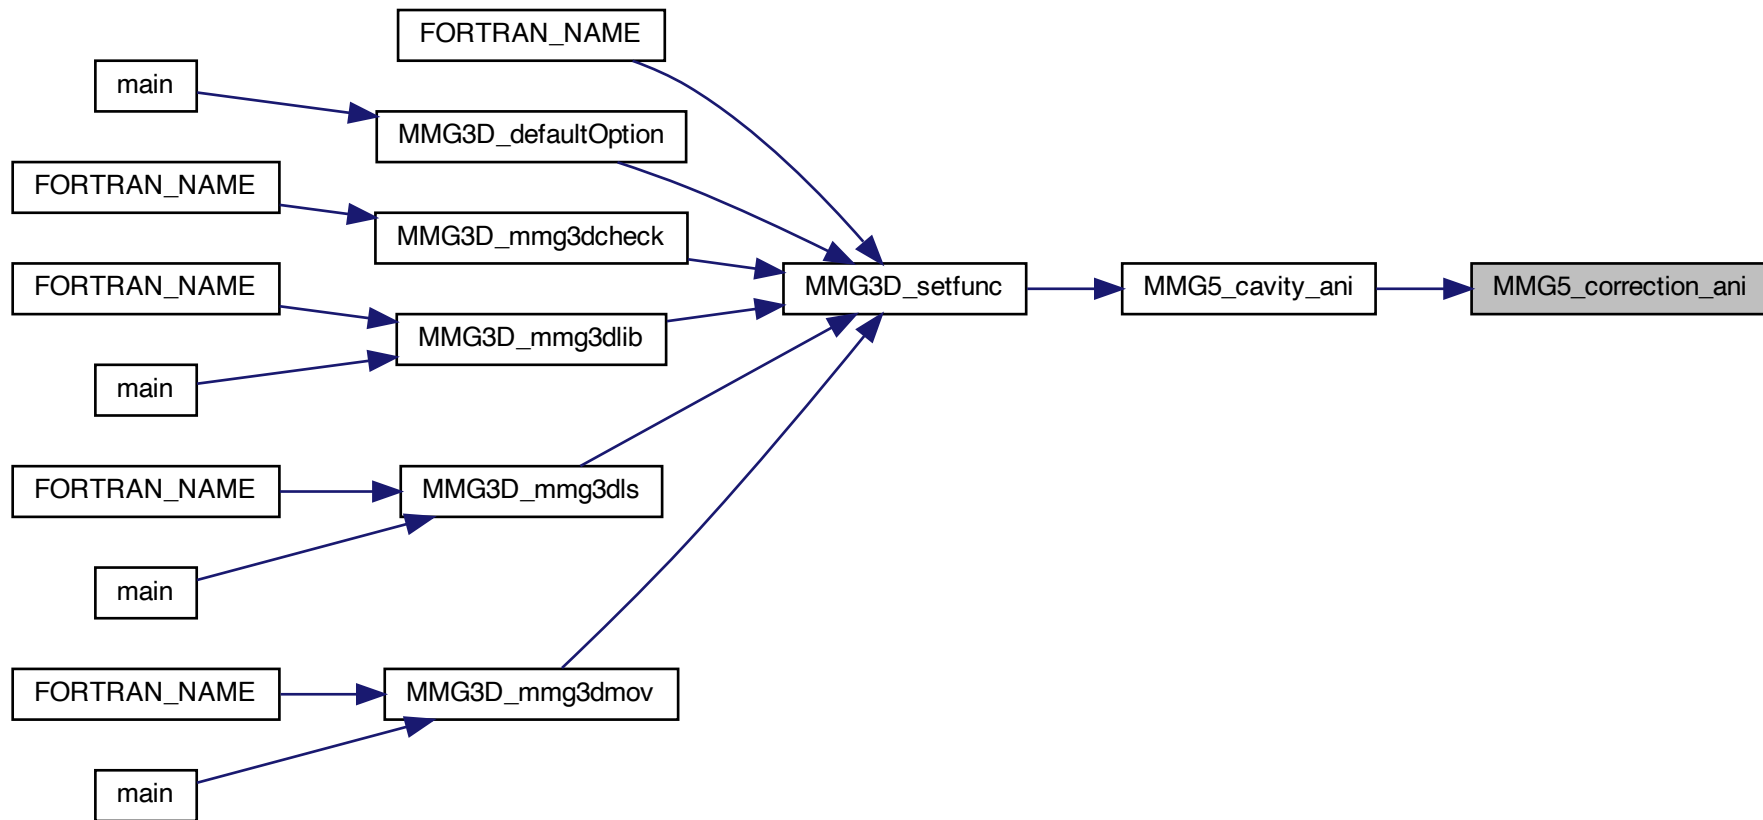 FORTRAN_NAME
main
MMG3D_defaultOption
FORTRAN_NAME
MMG3D_mmg3dcheck
FORTRAN_NAME
MMG3D_setfunc
MMG5_cavity_ani
MMG5_correction_ani
MMG3D_mmg3dlib
main
FORTRAN_NAME
MMG3D_mmg3dls
main
FORTRAN_NAME
MMG3D_mmg3dmov
main